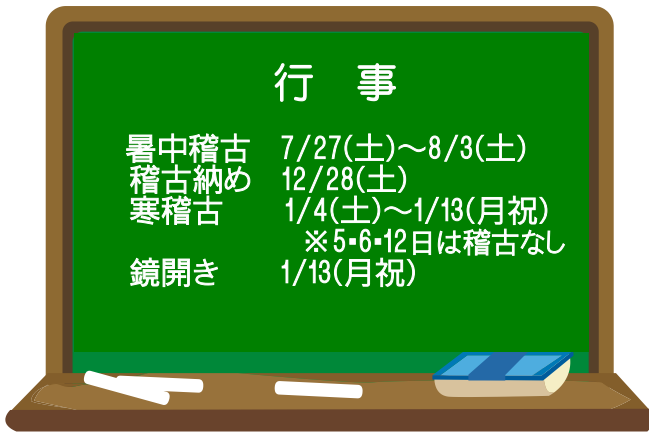 行　事
暑中稽古　7/27(土)～8/3(土)
稽古納め　12/28(土)
寒稽古　　1/4(土)～1/13(月祝)
※5・6・12日は稽古なし
鏡開き　　1/13(月祝)